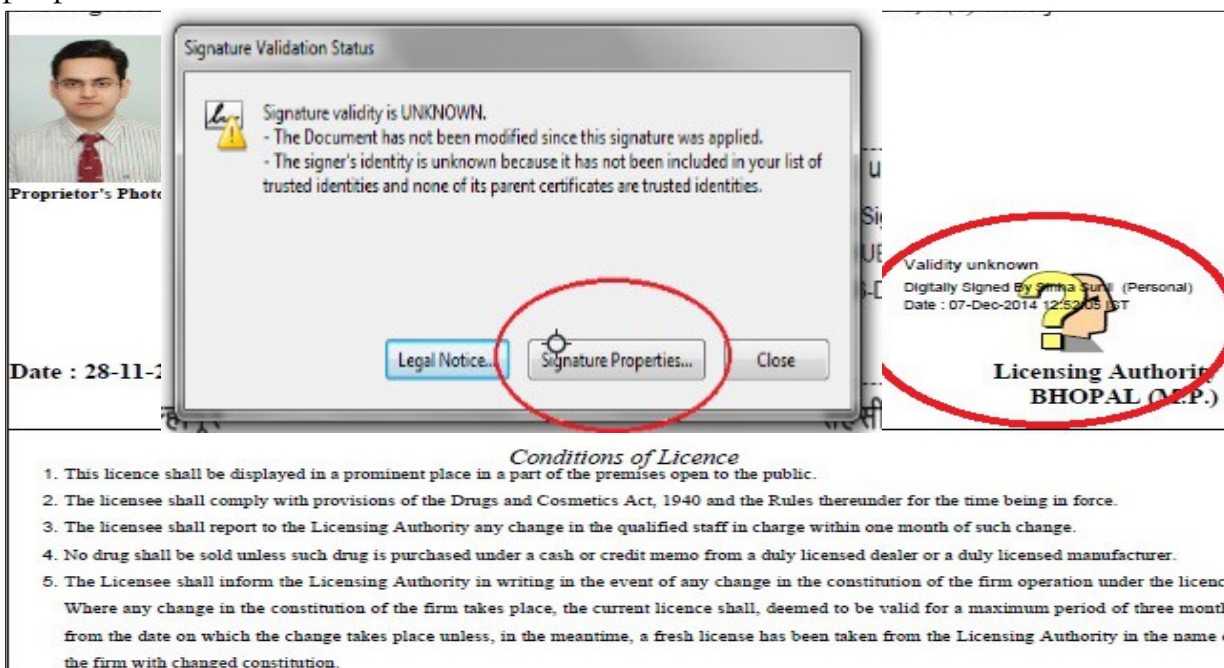 Signature Validation Status
Signature validity is UNKNOWN.
- The Document has not been modified since this signature was applied.
- The signer's identity is unknown because it has not been included in your list of
trusted identities and none of its parent certificates are trusted identities.
Legal Notice...
Signature Properties...
Close
Proprietor's Photo
Date : 28-11-2
Validity unknown
Digitally Signed By Sinha Sunil (Personal)
Date : 07-Dec-2014 12:52:05 IST
Licensing Authority
BHOPAL (M.P.)
Conditions of Licence
1. This licence shall be displayed in a prominent place in a part of the premises open to the public.
2. The licensee shall comply with provisions of the Drugs and Cosmetics Act, 1940 and the Rules thereunder for the time being in force.
3. The licensee shall report to the Licensing Authority any change in the qualified staff in charge within one month of such change.
4. No drug shall be sold unless such drug is purchased under a cash or credit memo from a duly licensed dealer or a duly licensed manufacturer.
5. The Licensee shall inform the Licensing Authority in writing in the event of any change in the constitution of the firm operation under the licenc
Where any change in the constitution of the firm takes place, the current licence shall, deemed to be valid for a maximum period of three month
from the date on which the change takes place unless, in the meantime, a fresh license has been taken from the Licensing Authority in the name
the firm with changed constitution.